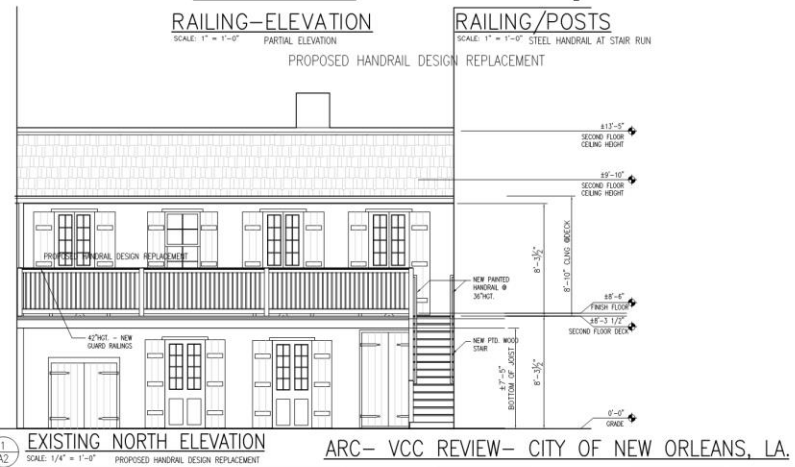 RAILING-ELEVATION
SCALE: 1" = 1'-0" PARTIAL ELEVATION
RAILING/POSTS
SCALE: 1" = 1'-0" STEEL HANDRAIL AT STAIR RUN
PROPOSED HANDRAIL DESIGN REPLACEMENT
±13'-5"
SECOND FLOOR
CEILING HEIGHT
±9'-10"
SECOND FLOOR
CEILING HEIGHT
8'-3½"
8'-10" CLNG @DECK
PROPOSED HANDRAIL DESIGN REPLACEMENT
NEW PAINTED
HANDRAIL @
36"HGT.
±8'-6"
FINISH FLOOR
±8'-3 1/2"
SECOND FLOOR DECK
42"HGT. - NEW
GUARD RAILINGS
NEW PTD. WOOD
STAIR
±7'-5"
BOTTOM OF JOIST
8'-3½"
0'-0"
GRADE
1
A2
EXISTING NORTH ELEVATION
SCALE: 1/4" = 1'-0" PROPOSED HANDRAIL DESIGN REPLACEMENT
ARC- VCC REVIEW- CITY OF NEW ORLEANS, LA.